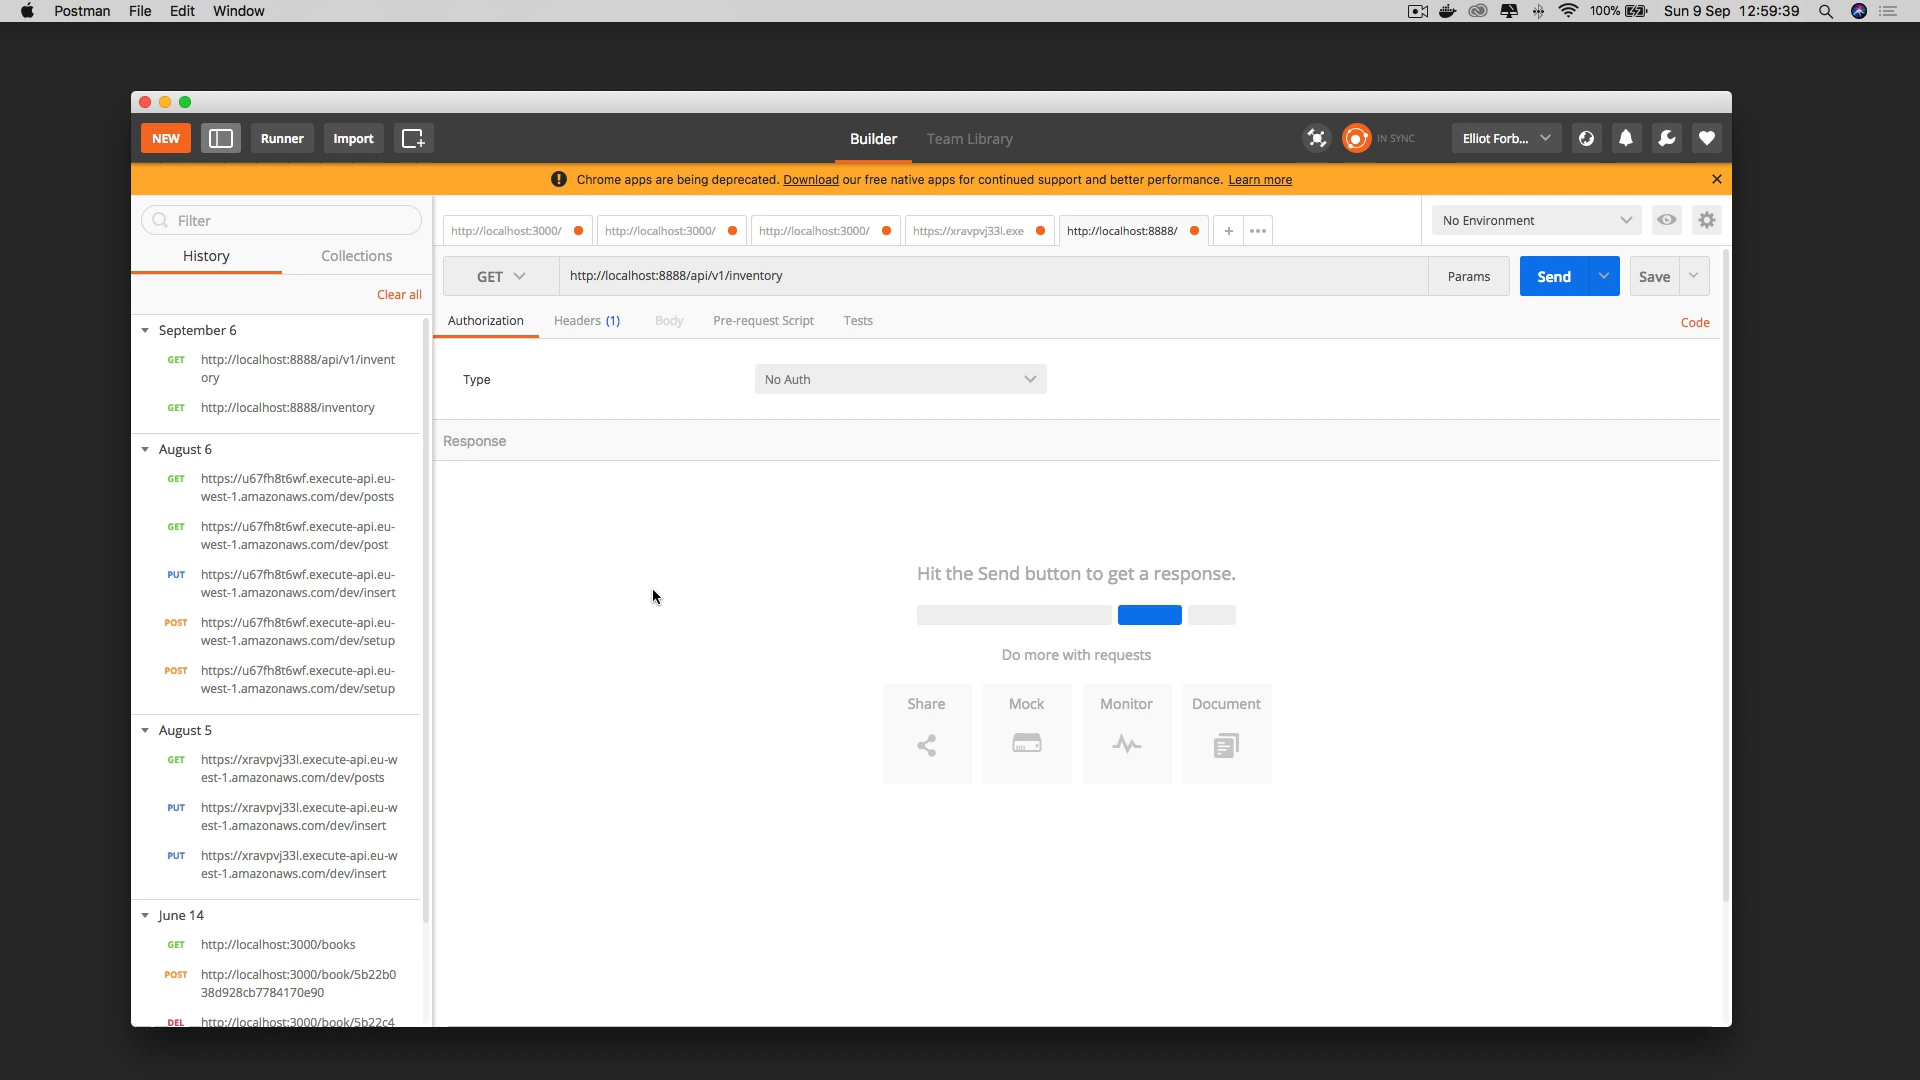 Postman File Edit Window
100% Sun 9 Sep 12:59:39
NEW Runner Import Builder Team Library IN SYNC Elliot Forb...
Chrome apps are being deprecated. Download our free native apps for continued support and better performance. Learn more
Filter
http://localhost:3000/ http://localhost:3000/ http://localhost:3000/ https://xravpvj33l.exe http://localhost:8888/ + ••• No Environment
History Collections
Clear all
GET http://localhost:8888/api/v1/inventory Params Send Save
Authorization Headers (1) Body Pre-request Script Tests Code
Type No Auth
Response
Hit the Send button to get a response.
Do more with requests
Share Mock Monitor Document
September 6
GET http://localhost:8888/api/v1/invent
ory
GET http://localhost:8888/inventory
August 6
GET https://u67fh8t6wf.execute-api.eu-
west-1.amazonaws.com/dev/posts
GET https://u67fh8t6wf.execute-api.eu-
west-1.amazonaws.com/dev/post
PUT https://u67fh8t6wf.execute-api.eu-
west-1.amazonaws.com/dev/insert
POST https://u67fh8t6wf.execute-api.eu-
west-1.amazonaws.com/dev/setup
POST https://u67fh8t6wf.execute-api.eu-
west-1.amazonaws.com/dev/setup
August 5
GET https://xravpvj33l.execute-api.eu-w
est-1.amazonaws.com/dev/posts
PUT https://xravpvj33l.execute-api.eu-w
est-1.amazonaws.com/dev/insert
PUT https://xravpvj33l.execute-api.eu-w
est-1.amazonaws.com/dev/insert
June 14
GET http://localhost:3000/books
POST http://localhost:3000/book/5b22b0
38d928cb7784170e90
DEL http://localhost:3000/book/5b22c4